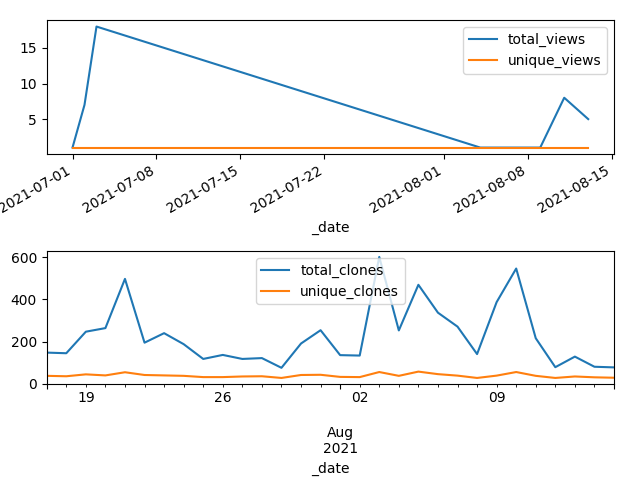 total_views
unique_views
15
10
5
2021-07-01
2021-07-08
2021-07-15
2021-07-22
2021-08-01
2021-08-08
2021-08-15
_date
total_clones
unique_clones
600
400
200
0
19
26
02
09
Aug
2021
_date